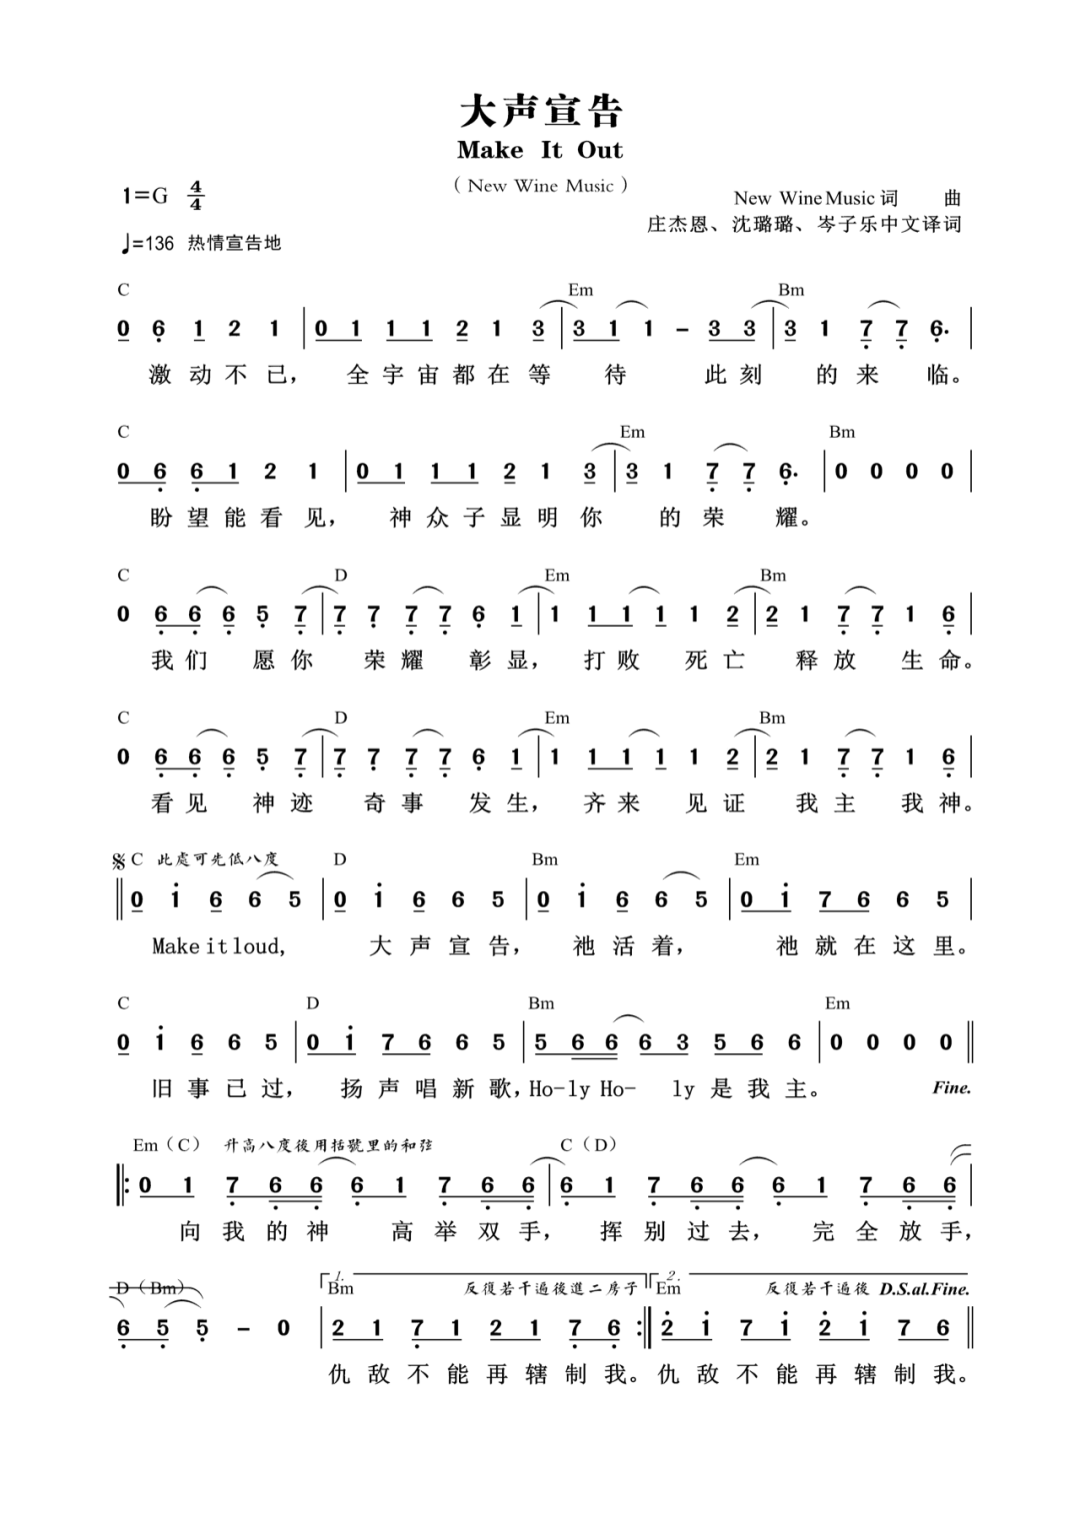 大声宣告
Make It Out
（New Wine Music）
1=G 4/4
New Wine Music 词 曲
庄杰恩、沈璐璐、岑子乐中文译词
♩=136 热情宣告地
C Em Bm
0 6 1 2 1 | 0 1 1 1 2 1 3 | 3 1 1 - 3 3 | 3 1 7 7 6· |
激动不已， 全宇宙都在等 待 此刻 的来 临。
C Em Bm
0 6 6 1 2 1 | 0 1 1 1 2 1 3 | 3 1 7 7 6· | 0 0 0 0 |
盼望能看见， 神众子显明你 的荣 耀。
C D Em Bm
0 6 6 6 5 7 | 7 7 7 7 6 1 | 1 1 1 1 1 2 | 2 1 7 7 1 6 |
我们 愿你 荣耀 彰显， 打败 死亡 释放 生命。
C D Em Bm
0 6 6 6 5 7 | 7 7 7 7 6 1 | 1 1 1 1 1 2 | 2 1 7 7 1 6 |
看见 神迹 奇事 发生， 齐来 见证 我主 我神。
𝄋 C 此處可先低八度 D Bm Em
‖ 0 1 6 6 5 | 0 1 6 6 5 | 0 1 6 6 5 | 0 1 7 6 6 5 |
Make it loud, 大声宣告， 祂活着， 祂就在这里。
C D Bm Em
0 1 6 6 5 | 0 1 7 6 6 5 | 5 6 6 6 3 5 6 6 | 0 0 0 0 ‖
旧事已过， 扬声唱新歌，Ho-ly Ho- ly 是我主。 Fine.
Em（C） 升高八度後用括號里的和弦 C（D）
‖: 0 1 7 6 6 6 1 7 6 6 | 6 1 7 6 6 6 1 7 6 6 |
向我的神 高举双手， 挥别过去， 完全放手，
D（Bm） 1. Bm 反復若干遍後進二房子 2. Em 反復若干遍後 D.S.al.Fine.
6 5 5 - 0 | 2 1 7 1 2 1 7 6 :‖ 2 1 7 1 2 1 7 6 ‖
仇敌不能再辖制我。仇敌不能再辖制我。